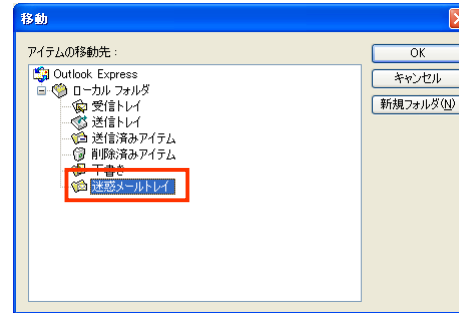 移動
アイテムの移動先：
OK
キャンセル
新規フォルダ(N)
Outlook Express
ローカル フォルダ
受信トレイ
送信トレイ
送信済みアイテム
削除済みアイテム
下書き
迷惑メールトレイ